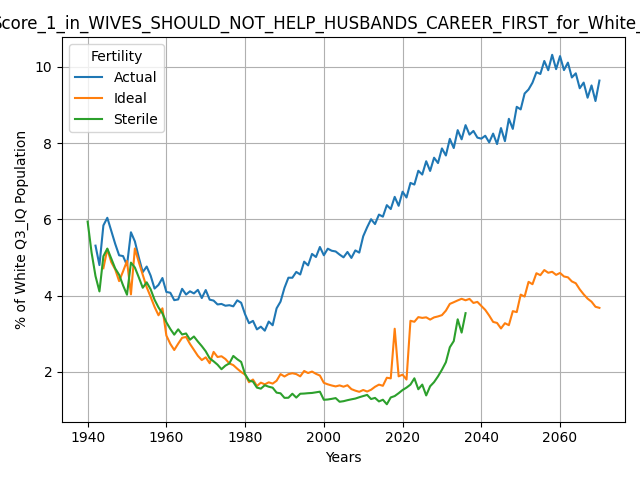 Score_1_in_WIVES_SHOULD_NOT_HELP_HUSBANDS_CAREER_FIRST_for_White_
Fertility
Actual
Ideal
Sterile
% of White Q3_IQ Population
10
8
6
4
2
1940 1960 1980 2000 2020 2040 2060
Years